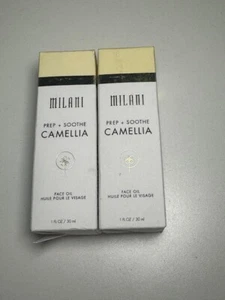 MILANI
PREP + SOOTHE
CAMELLIA
FACE OIL
HUILE POUR LE VISAGE
1 FL OZ / 30 ml
MILANI
PREP + SOOTHE
CAMELLIA
FACE OIL
HUILE POUR LE VISAGE
1 FL OZ / 30 ml